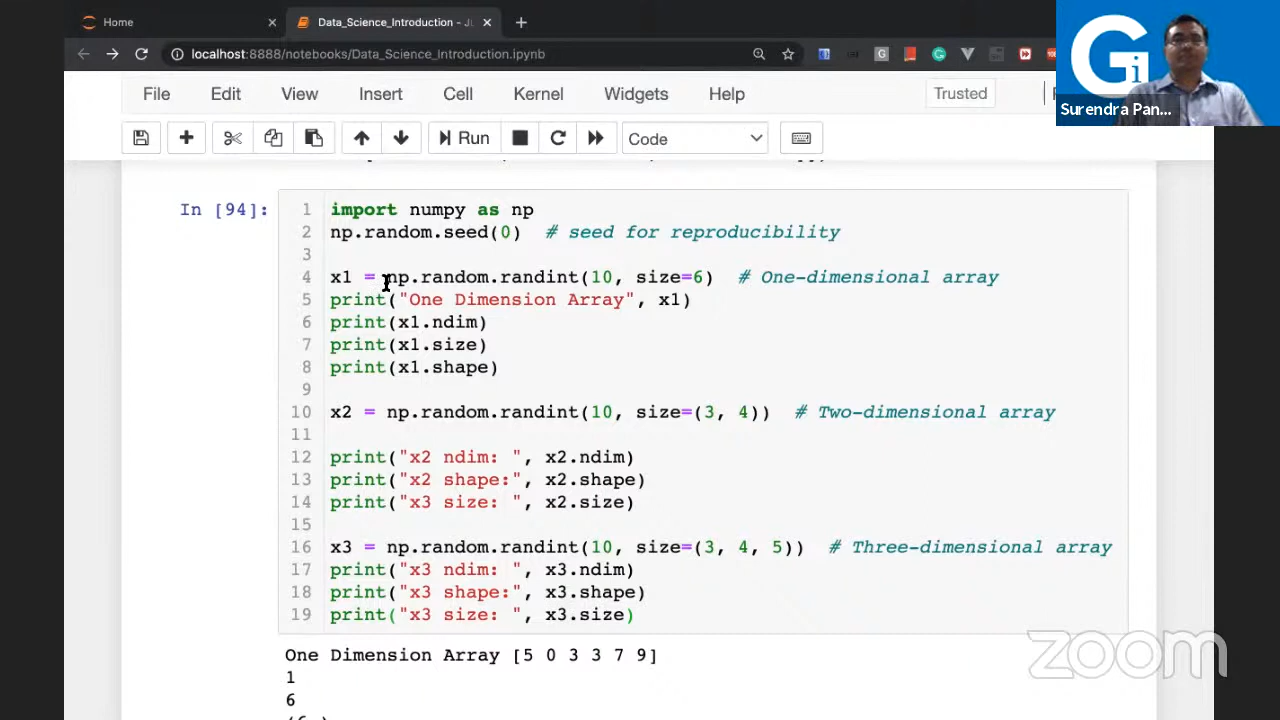 Home
Data_Science_Introduction - J
localhost:8888/notebooks/Data_Science_Introduction.ipynb
Gi
Surendra Pan...
File Edit View Insert Cell Kernel Widgets Help
Trusted
Run
Code
In [94]:
1 import numpy as np
2 np.random.seed(0)  # seed for reproducibility
3
4 x1 = np.random.randint(10, size=6)  # One-dimensional array
5 print("One Dimension Array", x1)
6 print(x1.ndim)
7 print(x1.size)
8 print(x1.shape)
9
10 x2 = np.random.randint(10, size=(3, 4))  # Two-dimensional array
11
12 print("x2 ndim: ", x2.ndim)
13 print("x2 shape:", x2.shape)
14 print("x3 size: ", x2.size)
15
16 x3 = np.random.randint(10, size=(3, 4, 5))  # Three-dimensional array
17 print("x3 ndim: ", x3.ndim)
18 print("x3 shape:", x3.shape)
19 print("x3 size: ", x3.size)
One Dimension Array [5 0 3 3 7 9]
1
6
zoom